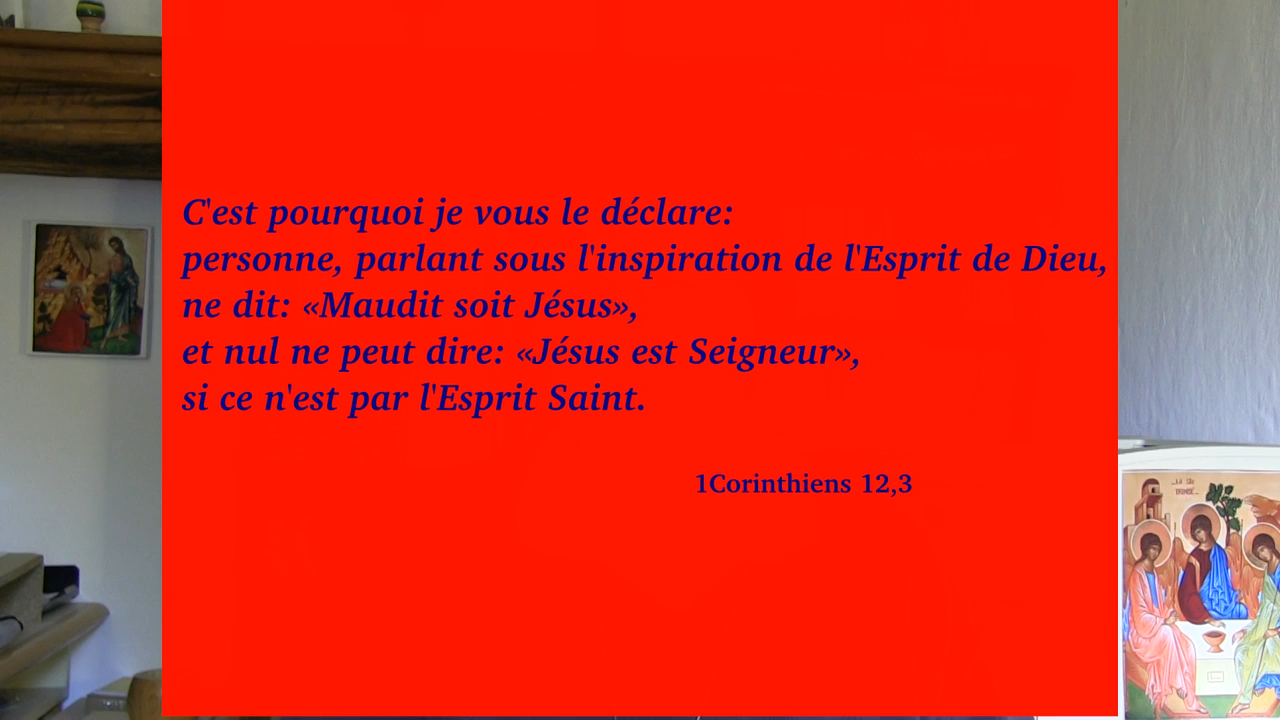 C'est pourquoi je vous le déclare:
personne, parlant sous l'inspiration de l'Esprit de Dieu,
ne dit: «Maudit soit Jésus»,
et nul ne peut dire: «Jésus est Seigneur»,
si ce n'est par l'Esprit Saint.
1Corinthiens 12,3